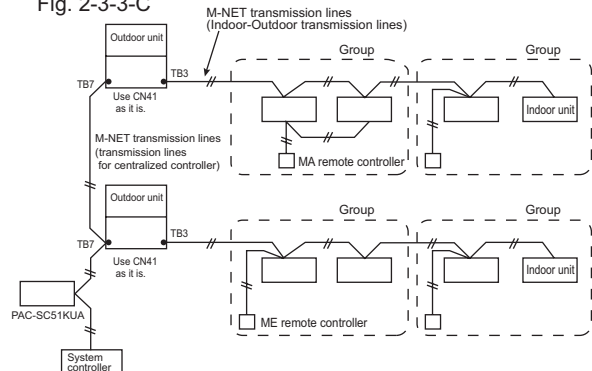 Fig. 2-3-3-C
M-NET transmission lines
(Indoor-Outdoor transmission lines)
Outdoor unit
TB7
TB3
Use CN41
as it is.
Group
Group
Indoor unit
MA remote controller
M-NET transmission lines
(transmission lines
for centralized controller)
Outdoor unit
TB7
TB3
Use CN41
as it is.
Group
Group
Indoor unit
ME remote controller
PAC-SC51KUA
System
controller